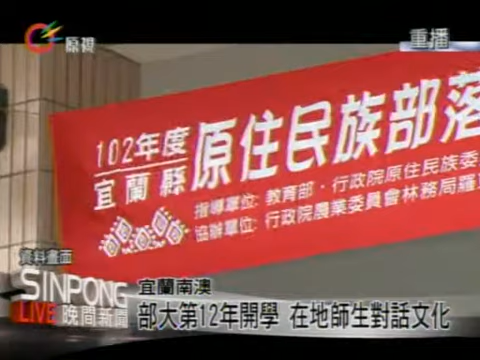 原視
重播
102年度
宜蘭縣
原住民族部落
指導單位:教育部、行政院原住民族委
協辦單位:行政院農業委員會林務局羅
資料畫面
SINPONG
LIVE 晚間新聞
宜蘭南澳
部大第12年開學 在地師生對話文化